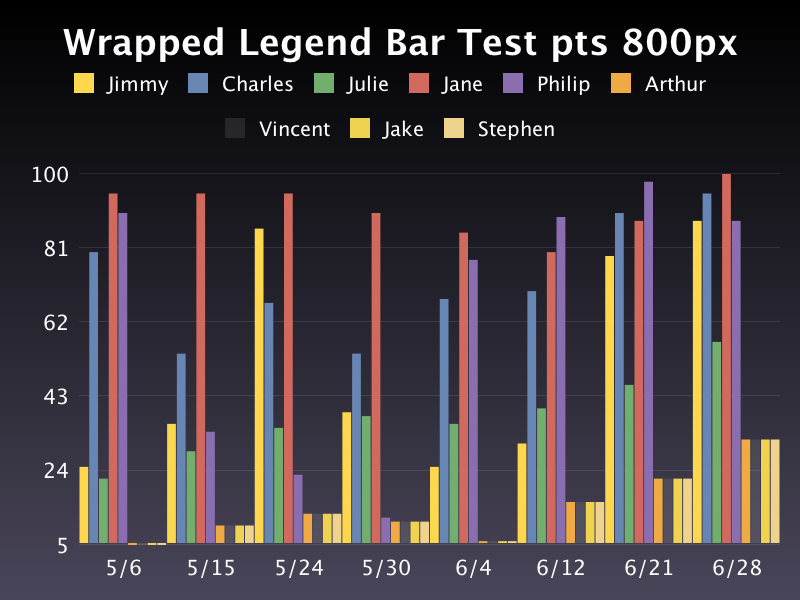 Wrapped Legend Bar Test pts 800px
Jimmy Charles Julie Jane Philip Arthur
Vincent Jake Stephen
100
81
62
43
24
5
5/6 5/15 5/24 5/30 6/4 6/12 6/21 6/28